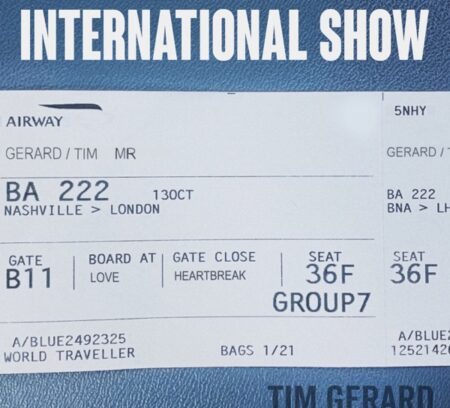 INTERNATIONAL SHOW
AIRWAY
5NHY
GERARD / TIM MR
GERARD /
BA 222 13OCT
NASHVILLE > LONDON
BA 222
BNA > LH
GATE
B11
BOARD AT
LOVE
GATE CLOSE
HEARTBREAK
SEAT
36F
GROUP7
SEAT
36F
A/BLUE2492325
WORLD TRAVELLER
BAGS 1/21
A/BLUE
TIM GERARD